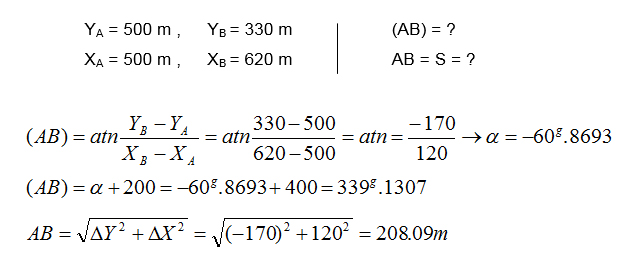 Y_A = 500 m , Y_B = 330 m (AB) = ?
X_A = 500 m , X_B = 620 m AB = S = ?
(AB) = atn (Y_B − Y_A)/(X_B − X_A) = atn (330 − 500)/(620 − 500) = atn = (−170)/120 → α = −60^g.8693
(AB) = α + 200 = −60^g.8693 + 400 = 339^g.1307
AB = √(ΔY² + ΔX²) = √((−170)² + 120²) = 208.09m